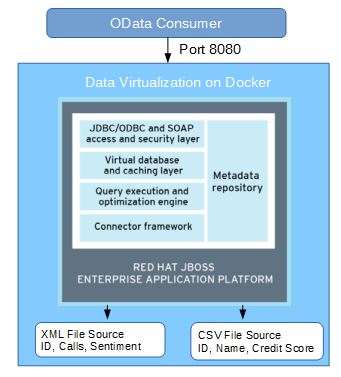 OData Consumer
Port 8080
Data Virtualization on Docker
JDBC/ODBC and SOAP
access and security layer
Virtual database
and caching layer
Query execution and
optimization engine
Connector framework
Metadata
repository
RED HAT JBOSS
ENTERPRISE APPLICATION PLATFORM
XML File Source
ID, Calls, Sentiment
CSV File Source
ID, Name, Credit Score